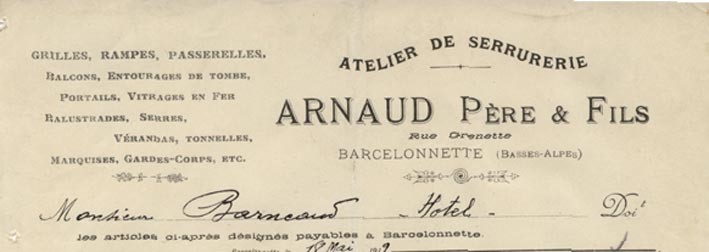 GRILLES, RAMPES, PASSERELLES,
BALCONS, ENTOURAGES DE TOMBE,
PORTAILS, VITRAGES EN FER
BALUSTRADES, SERRES,
VÉRANDAS, TONNELLES,
MARQUISES, GARDES-CORPS, ETC.
ATELIER DE SERRURERIE
ARNAUD PÈRE & FILS
Rue Grenette
BARCELONNETTE (BASSES-ALPES)
Monsieur Barneaud Hotel Doit
les articles ci-après désignés payables à Barcelonnette.
18 Mai